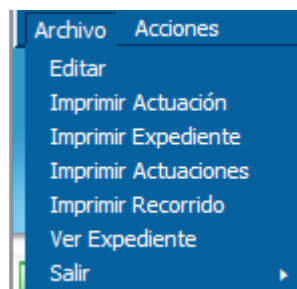 Archivo Acciones
Editar
Imprimir Actuación
Imprimir Expediente
Imprimir Actuaciones
Imprimir Recorrido
Ver Expediente
Salir